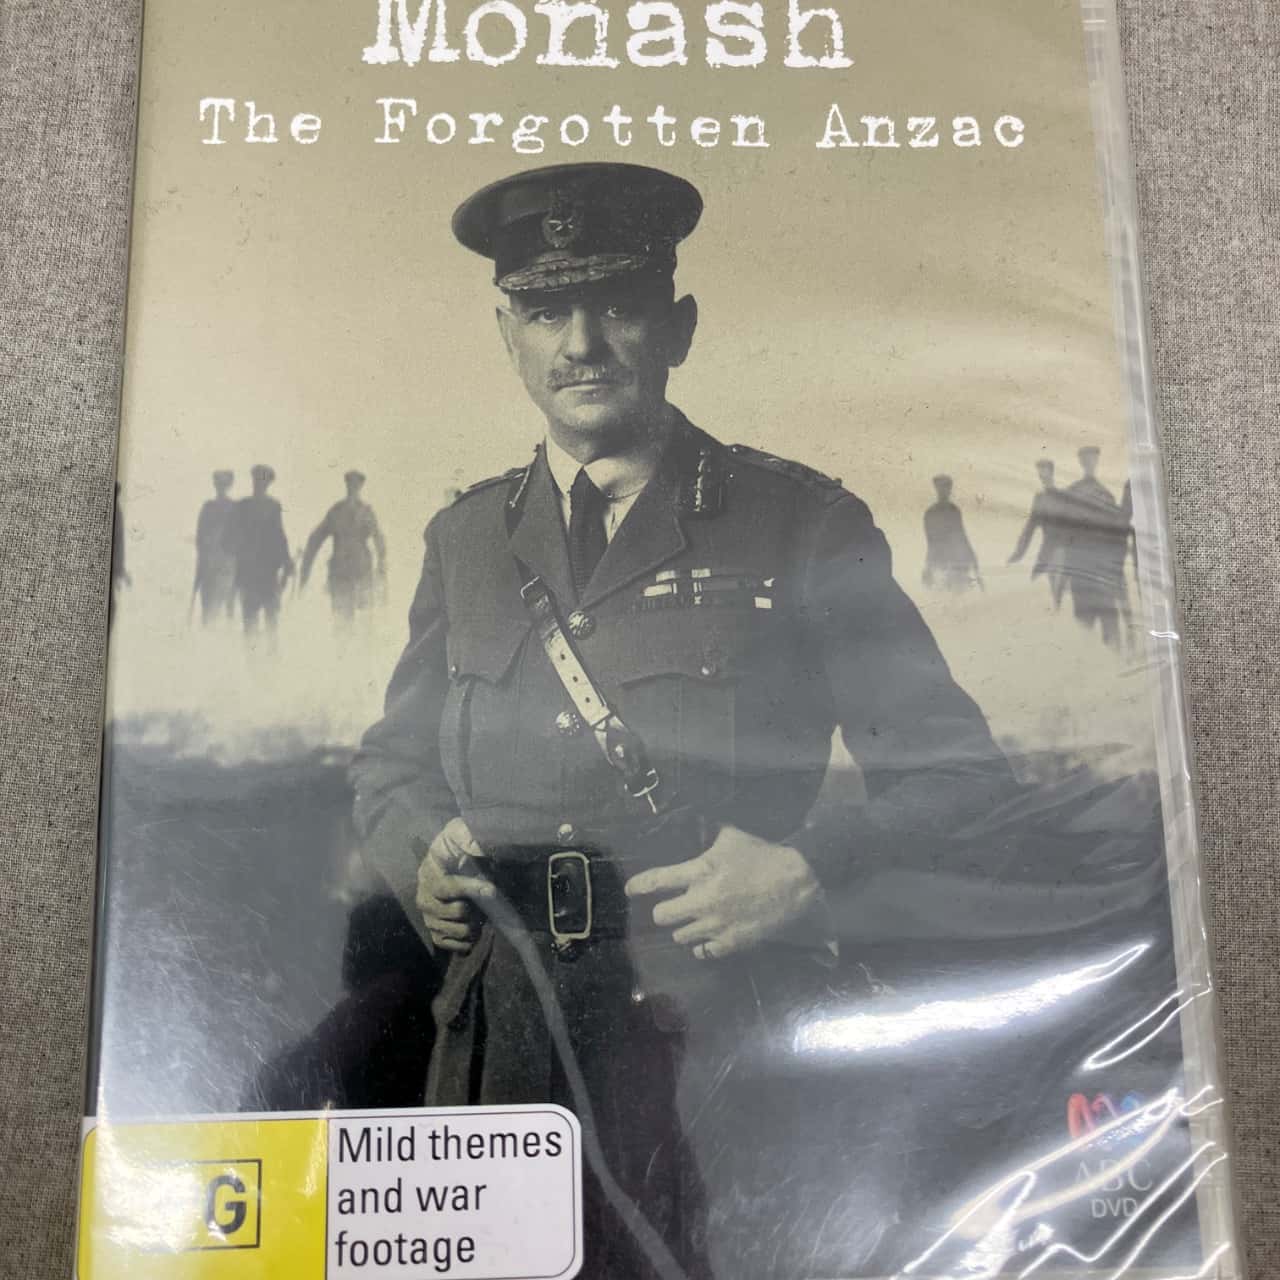 Monash
The Forgotten Anzac
G
Mild themes
and war
footage
ABC
DVD